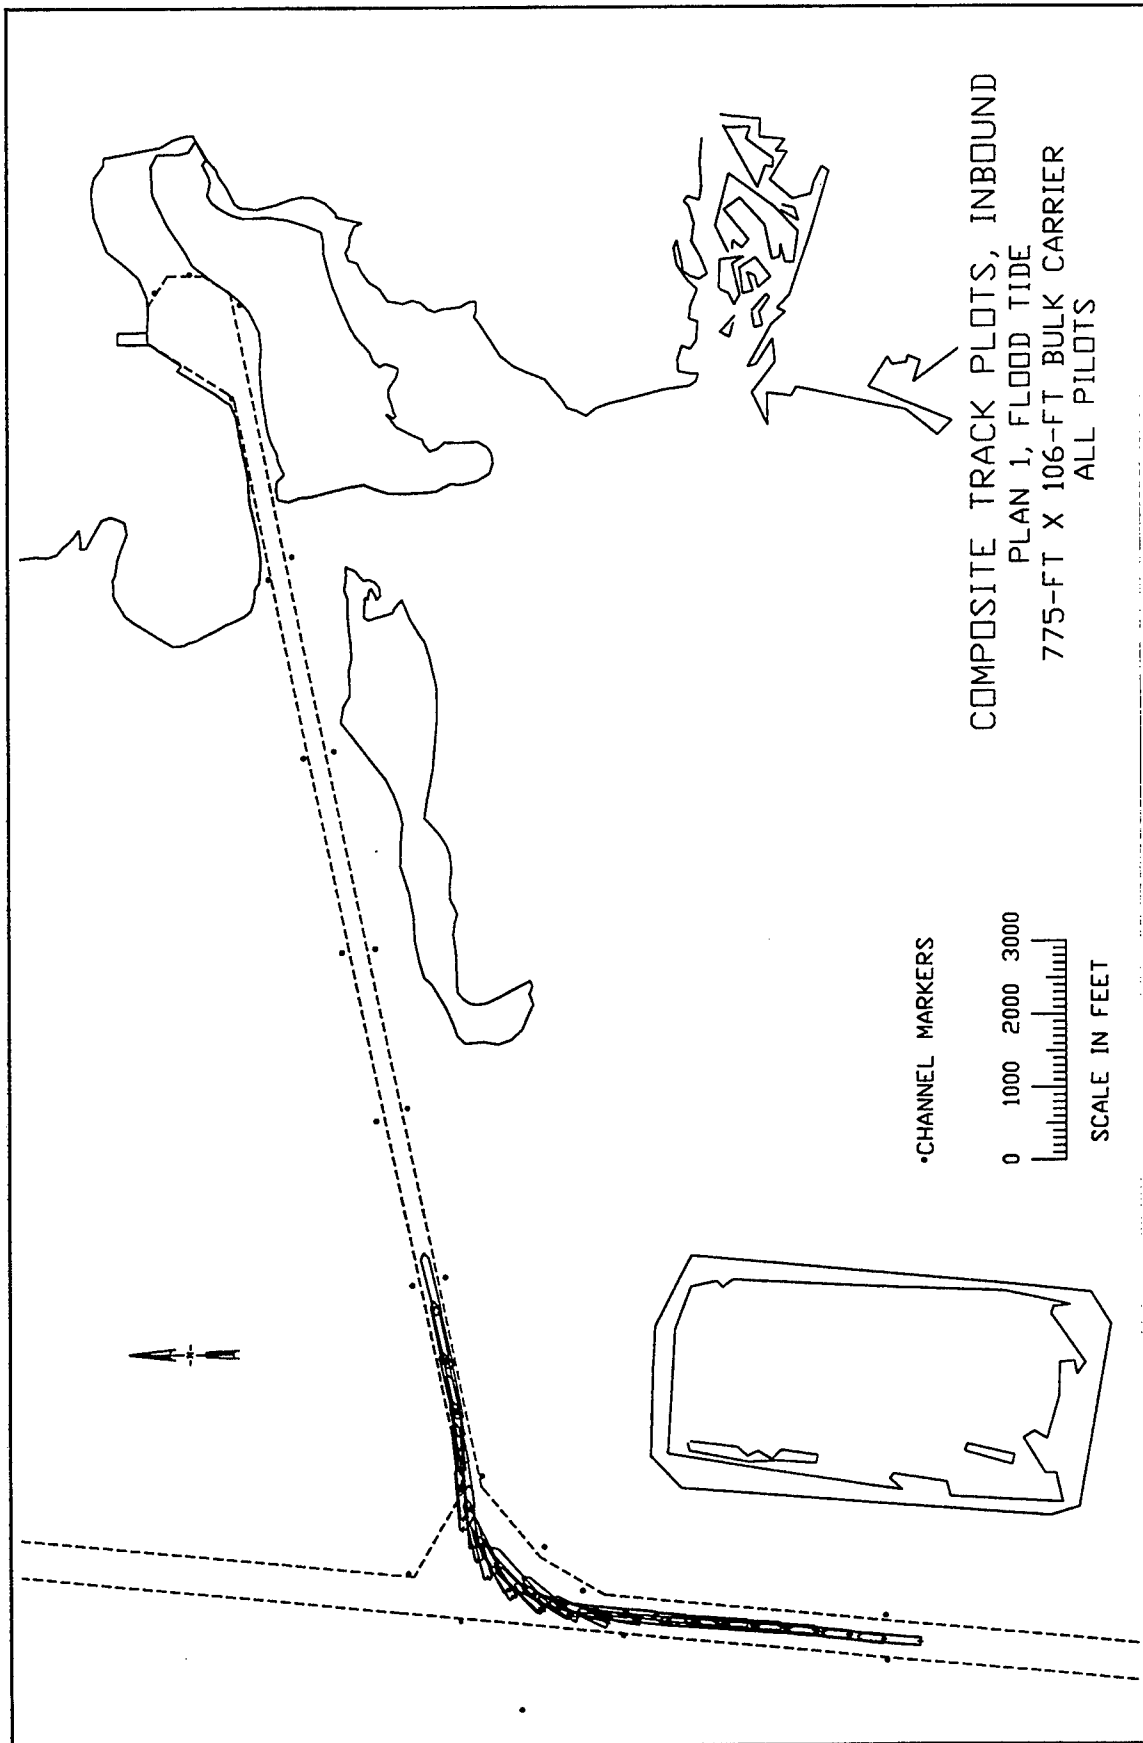 COMPOSITE TRACK PLOTS, INBOUND
PLAN 1, FLOOD TIDE
775-FT X 106-FT BULK CARRIER
ALL PILOTS
•CHANNEL MARKERS
0 1000 2000 3000
SCALE IN FEET